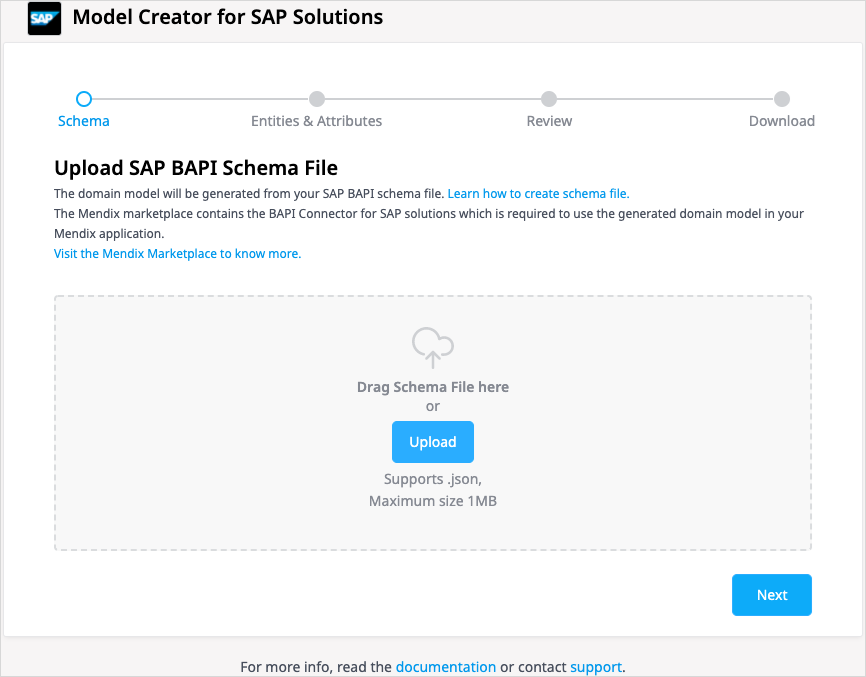 SAP
Model Creator for SAP Solutions
Schema
Entities & Attributes
Review
Download
Upload SAP BAPI Schema File
The domain model will be generated from your SAP BAPI schema file. Learn how to create schema file.
The Mendix marketplace contains the BAPI Connector for SAP solutions which is required to use the generated domain model in your
Mendix application.
Visit the Mendix Marketplace to know more.
Drag Schema File here
or
Upload
Supports .json,
Maximum size 1MB
Next
For more info, read the documentation or contact support.